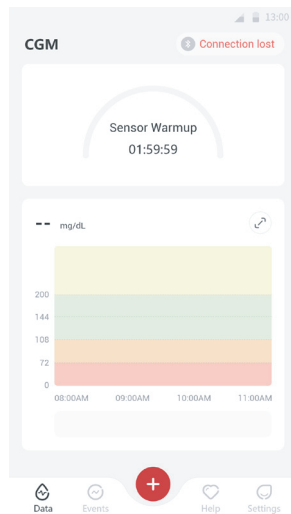 13:00
CGM
Connection lost
Sensor Warmup
01:59:59
-- mg/dL
200
144
108
72
0
08:00AM 09:00AM 10:00AM 11:00AM
Data Events Help Settings